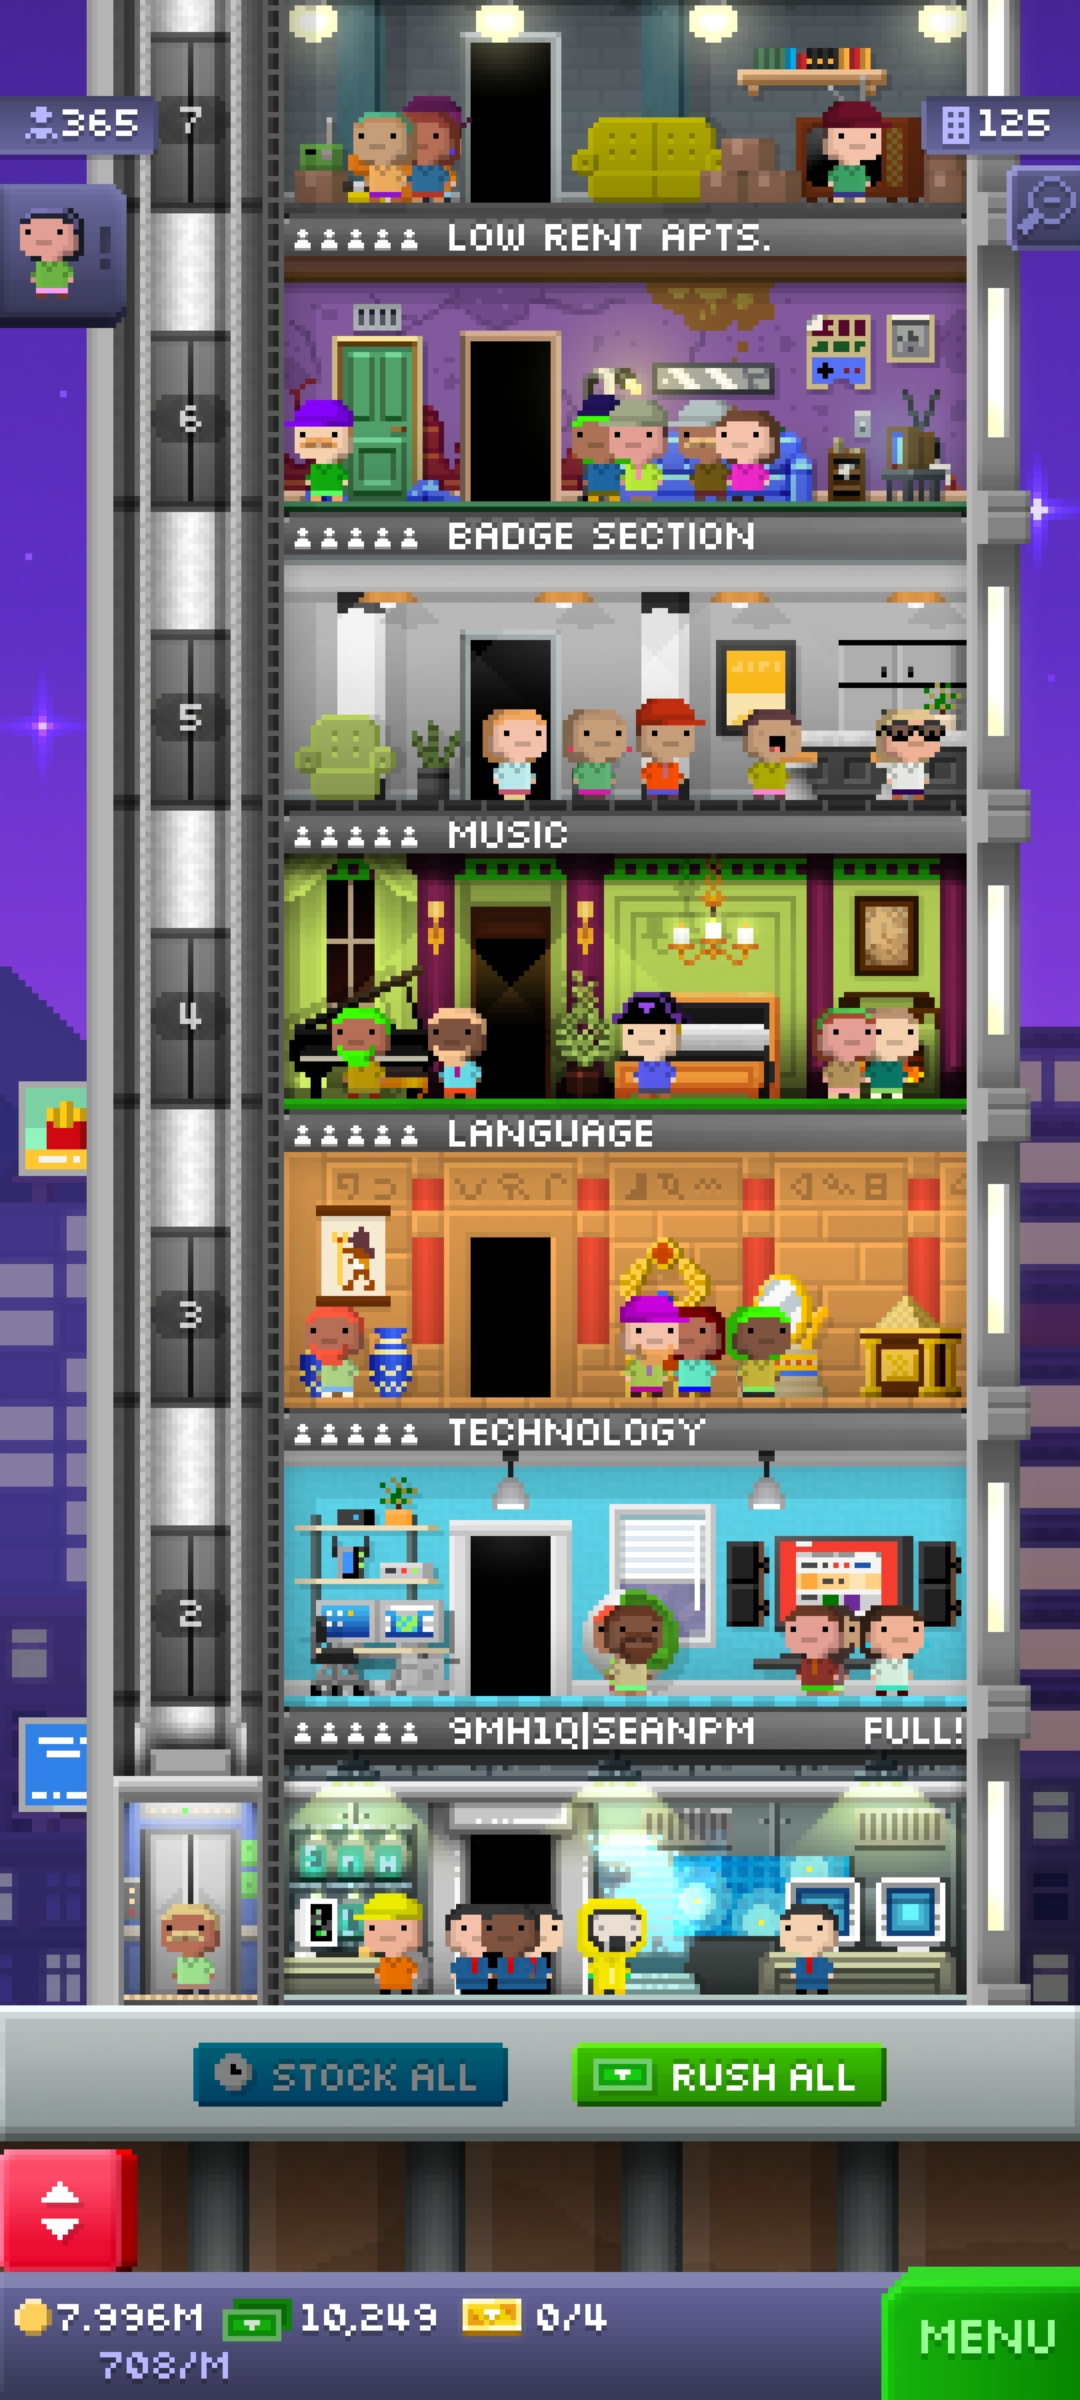 7
365
125
LOW RENT APTS.
6
BADGE SECTION
5
MUSIC
4
LANGUAGE
3
TECHNOLOGY
2
9MH1Q|SEANPM FULL!
STOCK ALL
RUSH ALL
7.996M 10,249 0/4
708/M
MENU